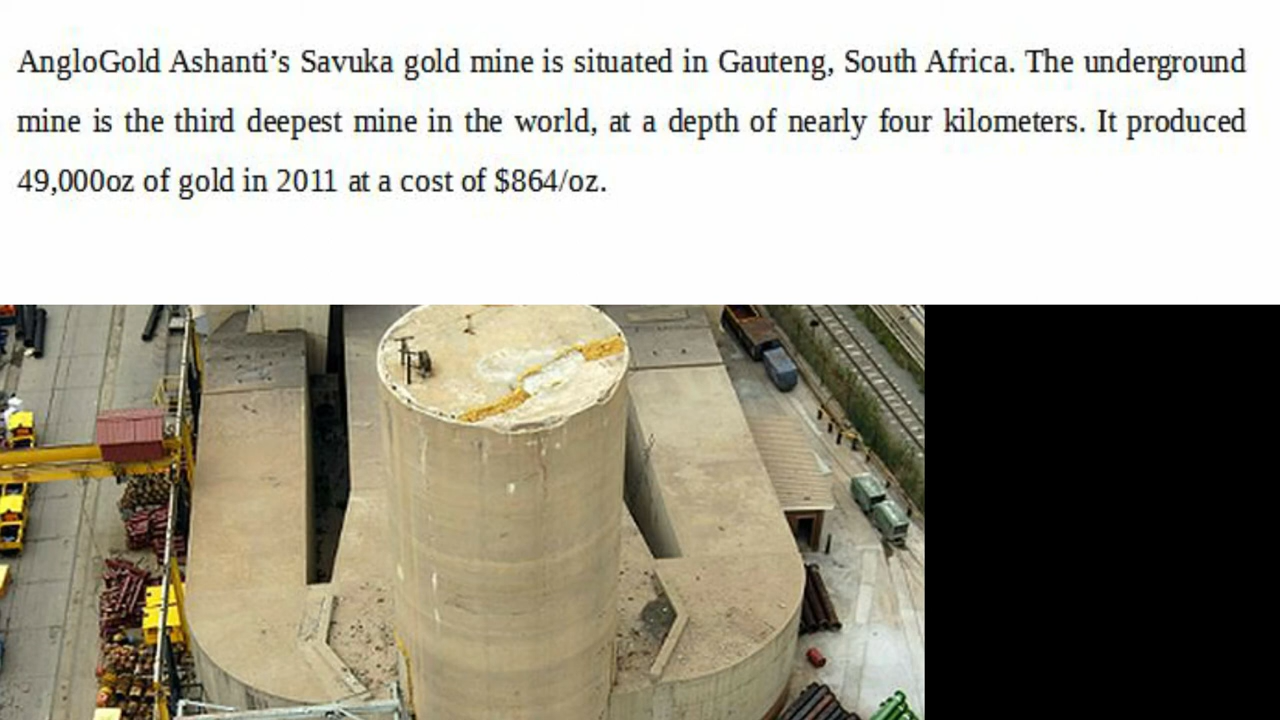 AngloGold Ashanti’s Savuka gold mine is situated in Gauteng, South Africa. The underground
mine is the third deepest mine in the world, at a depth of nearly four kilometers. It produced
49,000oz of gold in 2011 at a cost of $864/oz.